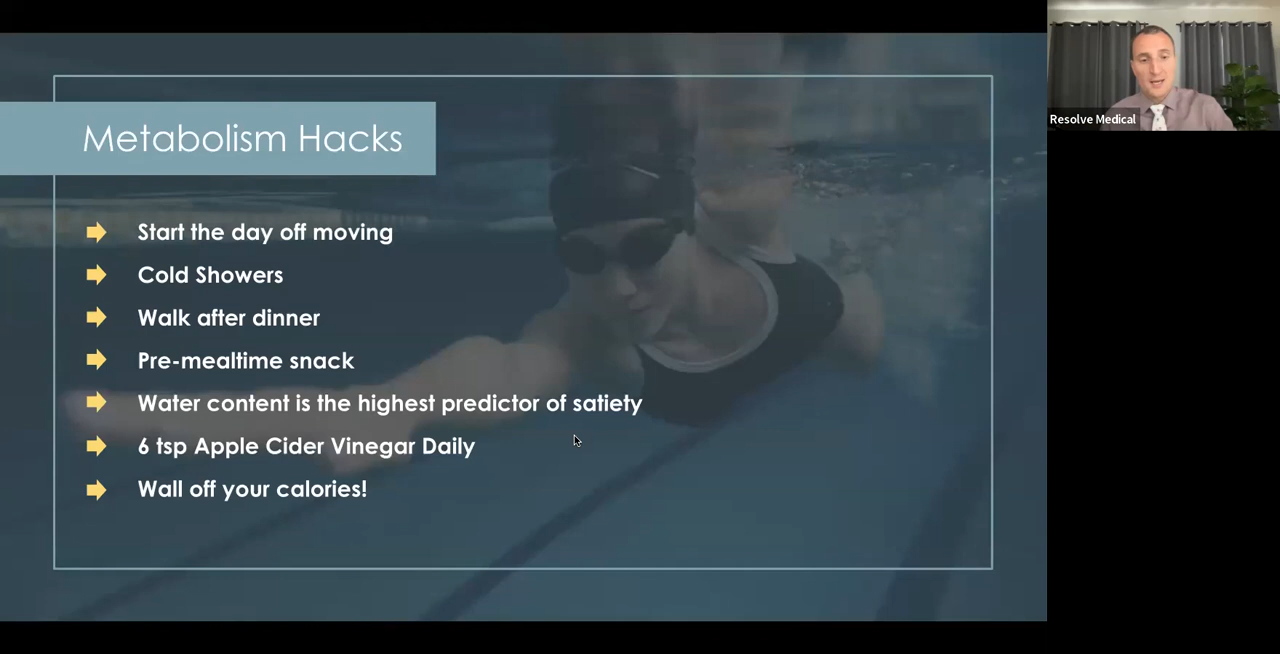 Metabolism Hacks
Start the day off moving
Cold Showers
Walk after dinner
Pre-mealtime snack
Water content is the highest predictor of satiety
6 tsp Apple Cider Vinegar Daily
Wall off your calories!
Resolve Medical